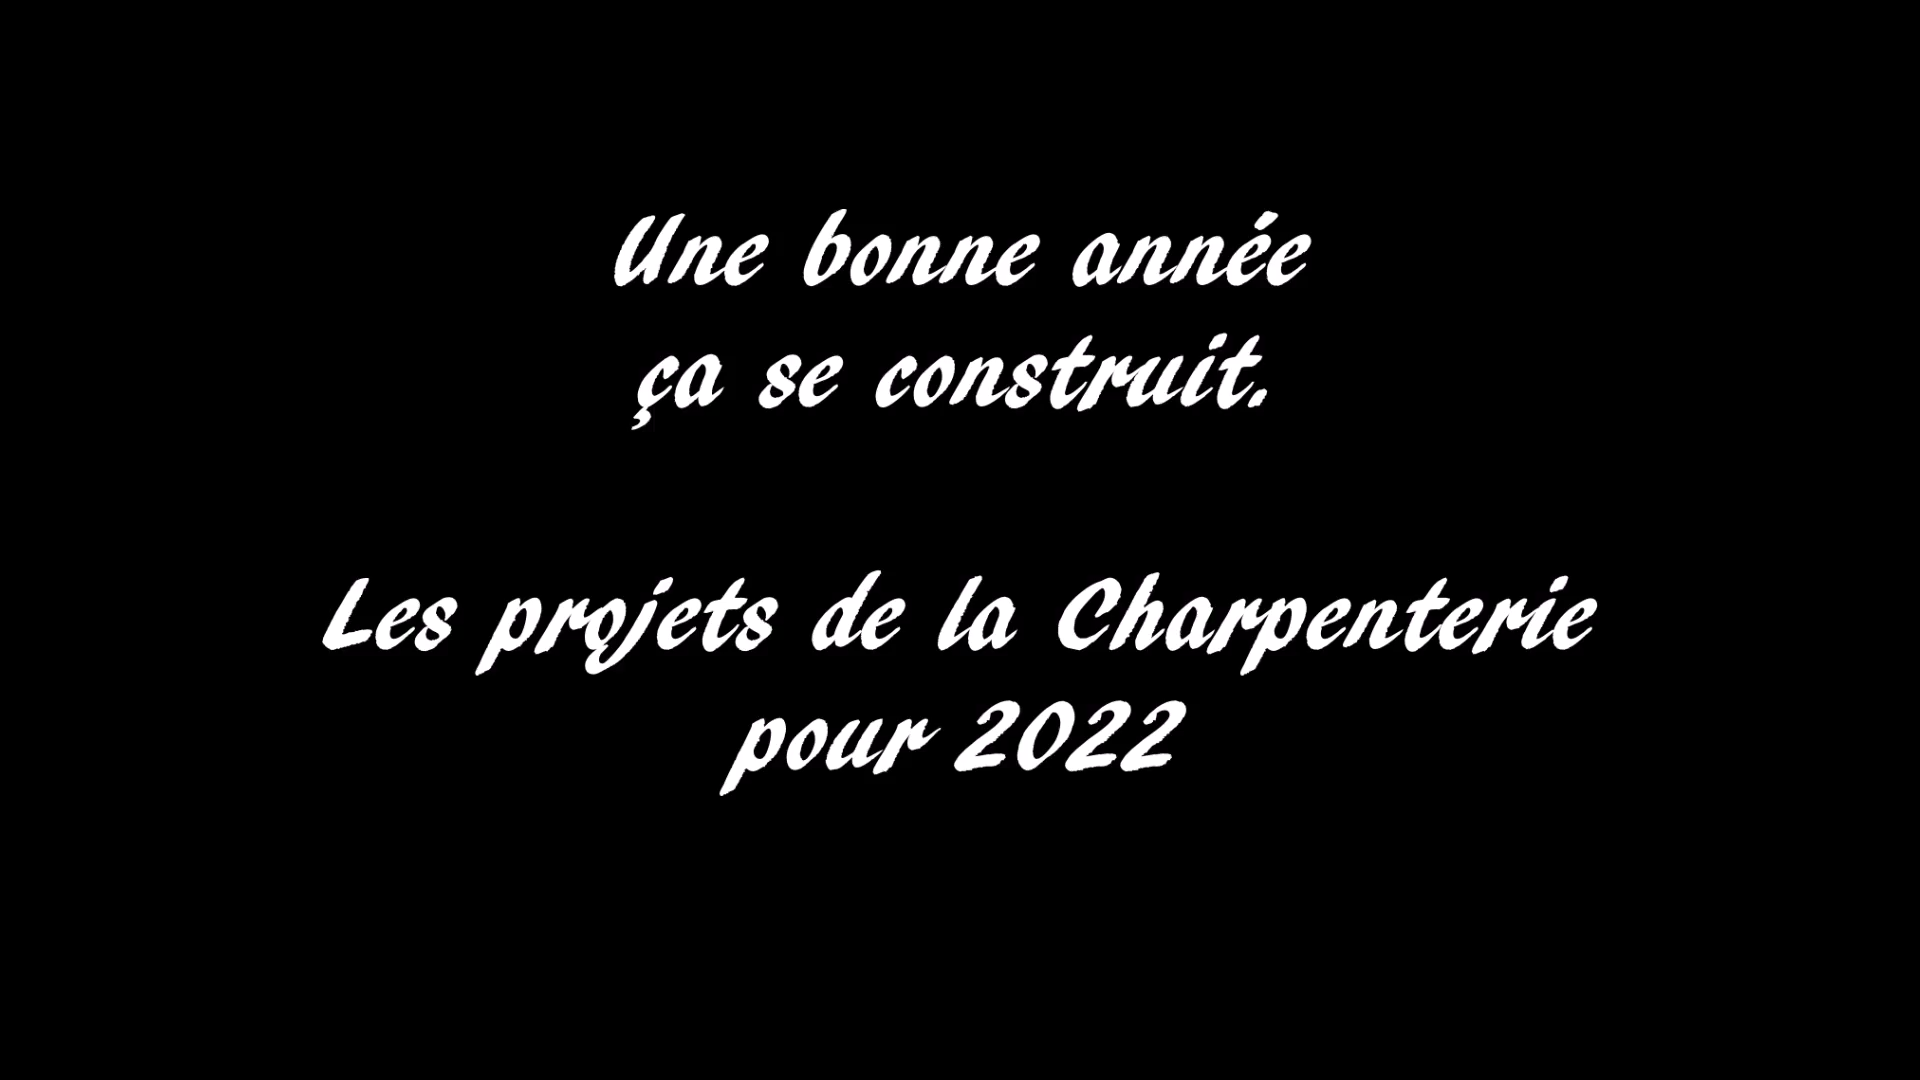 Une bonne année
ça se construit.
Les projets de la Charpenterie
pour 2022